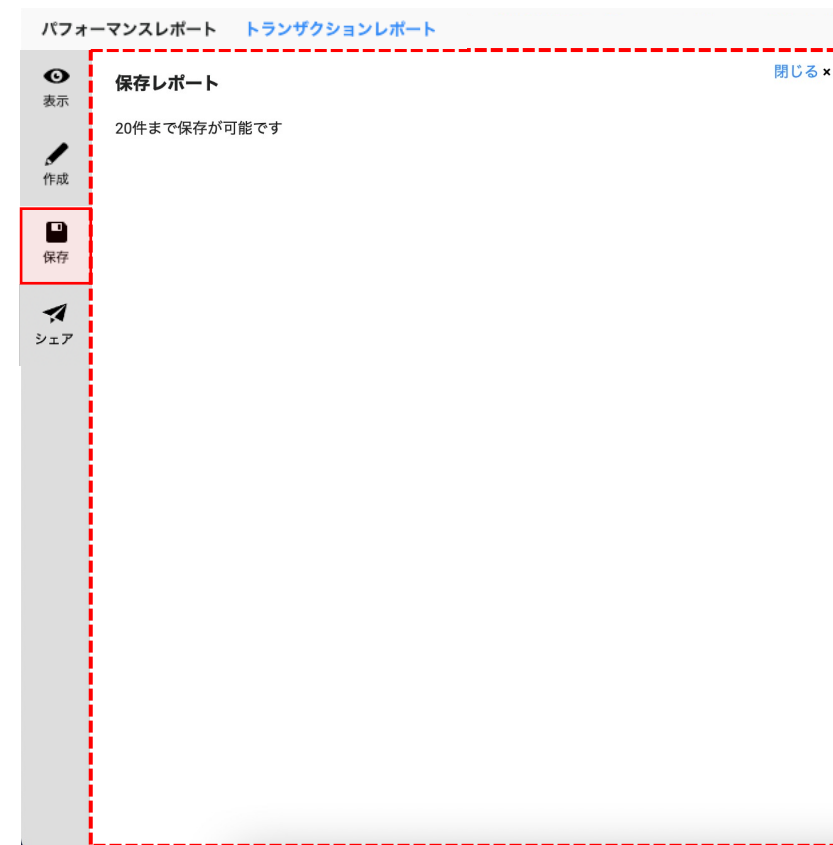 パフォーマンスレポート トランザクションレポート
表示
作成
保存
シェア
保存レポート
閉じる ×
20件まで保存が可能です